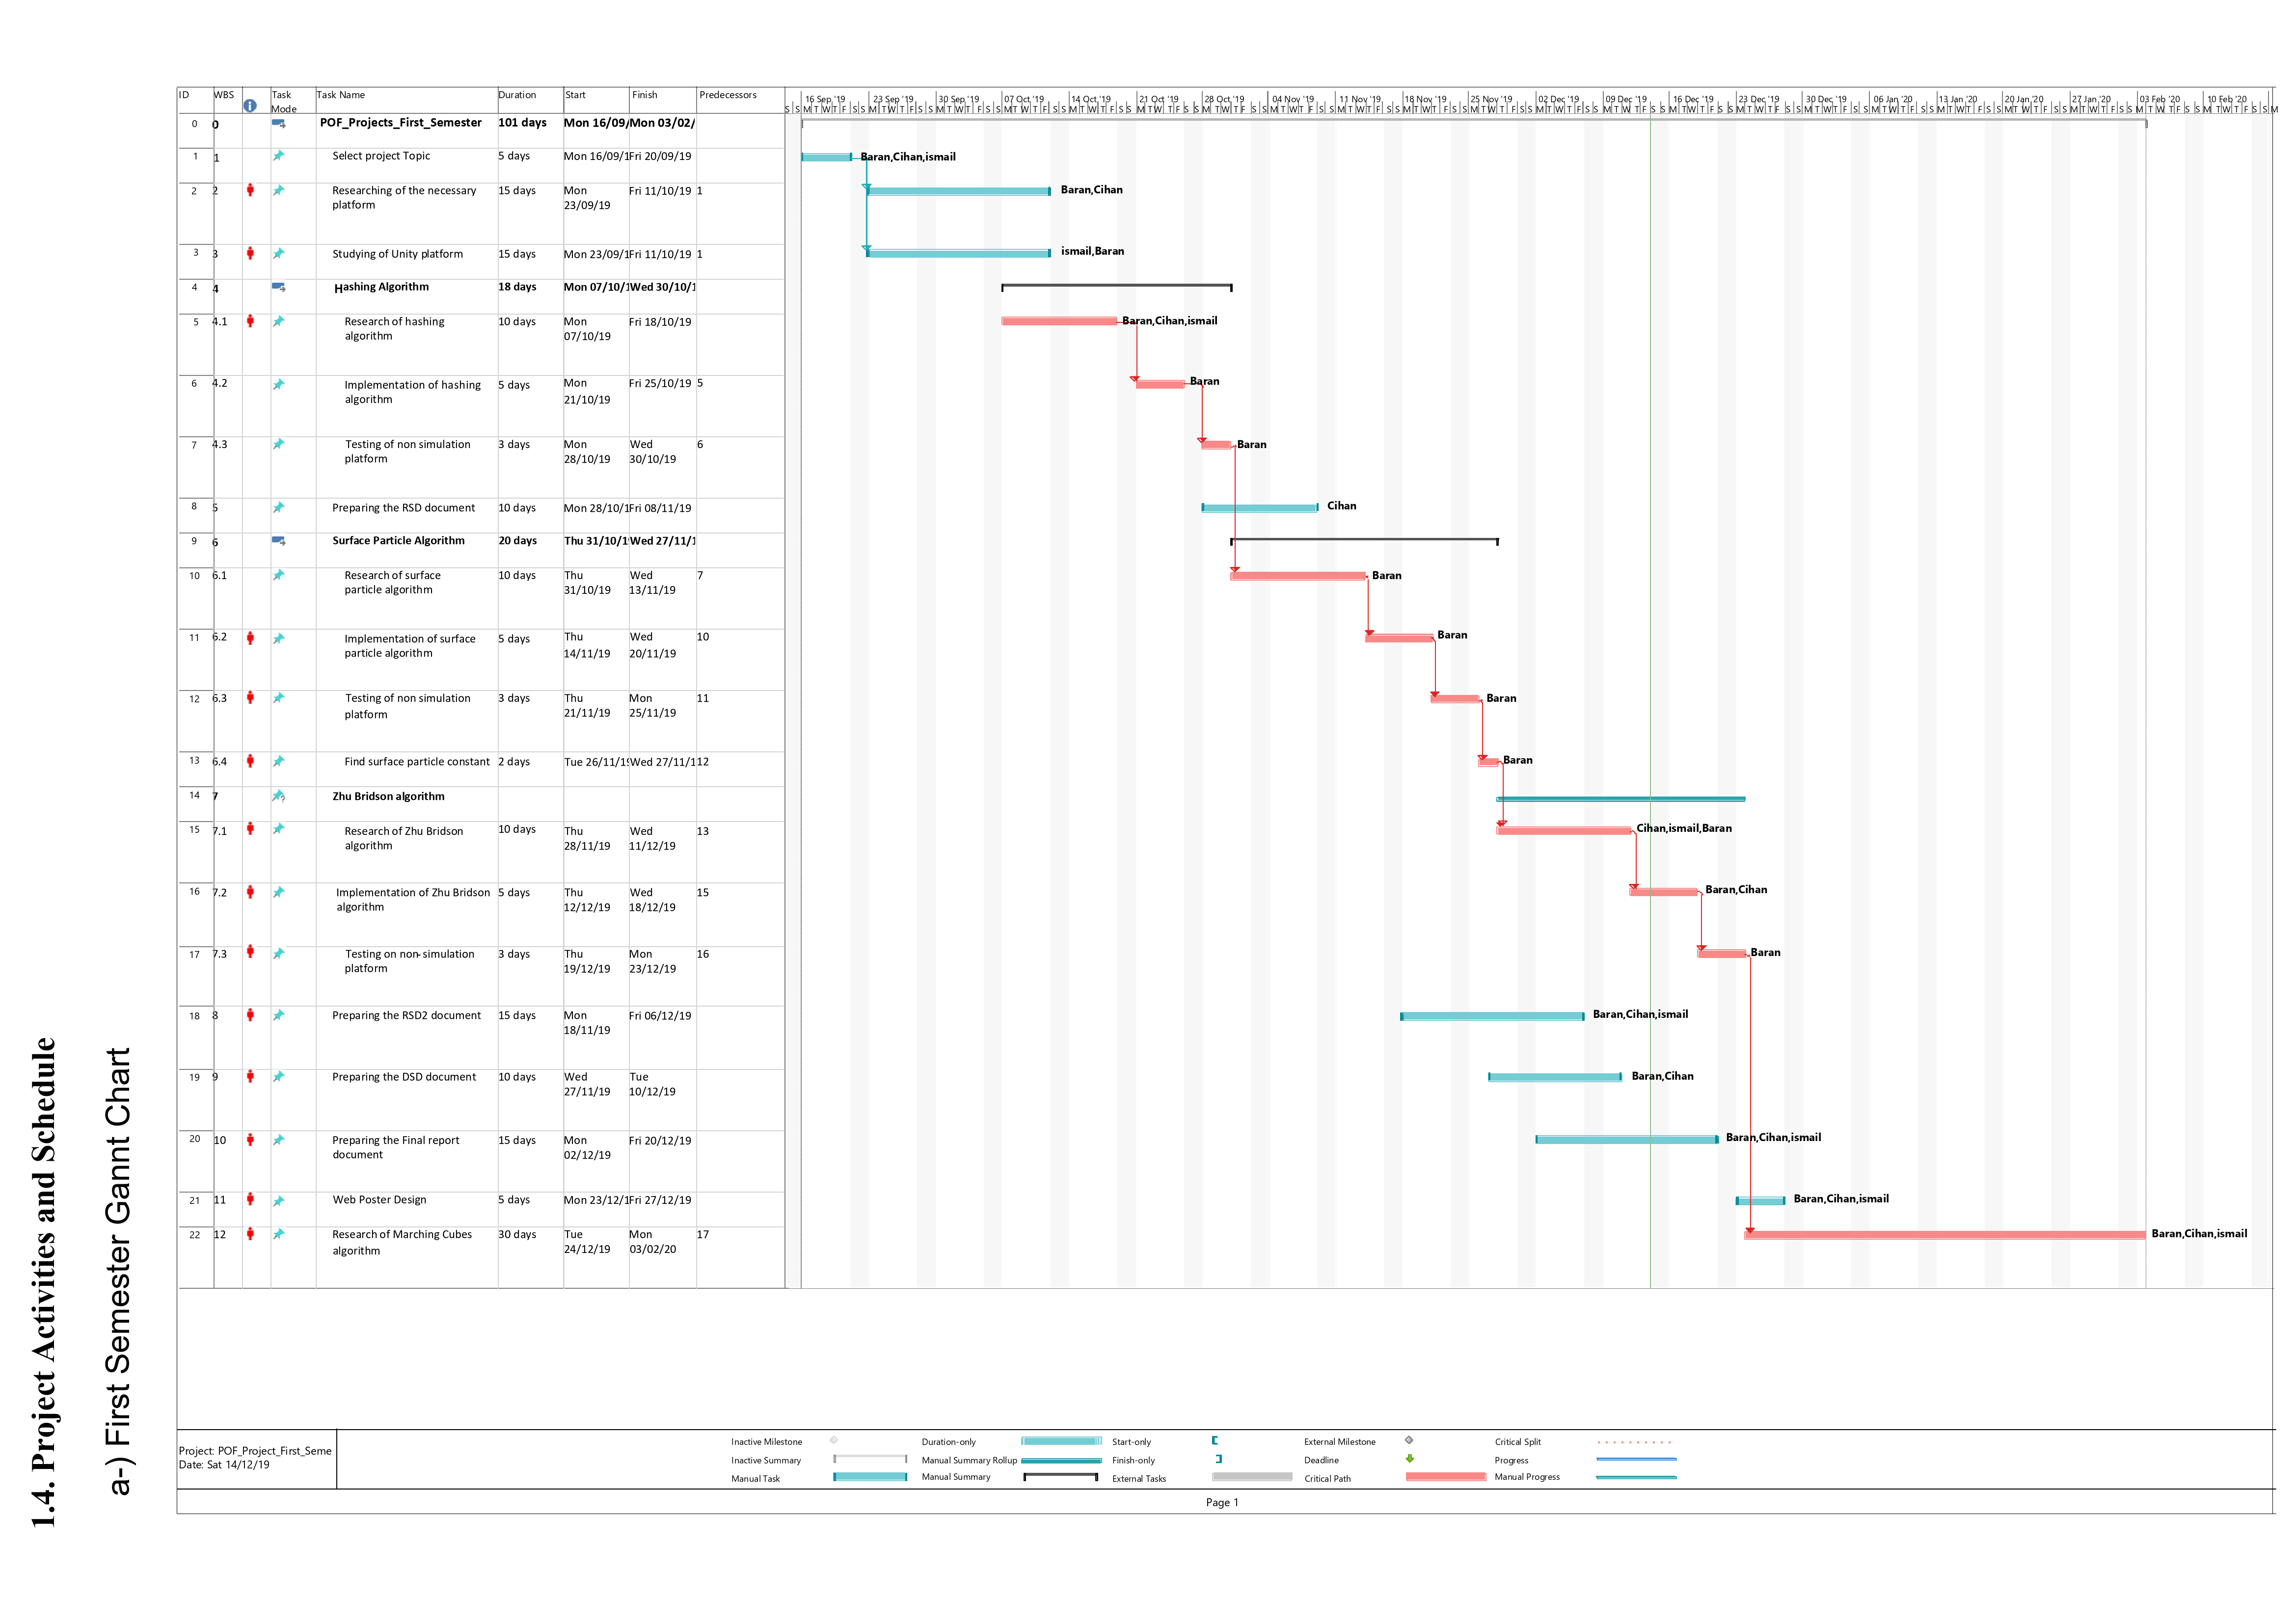 1.4. Project Activities and Schedule
a-) First Semester Gannt Chart
ID WBS Task Mode Task Name Duration Start Finish Predecessors
16 Sep '19 23 Sep '19 30 Sep '19 07 Oct '19 14 Oct '19 21 Oct '19 28 Oct '19 04 Nov '19 11 Nov '19 18 Nov '19 25 Nov '19 02 Dec '19 09 Dec '19 16 Dec '19 23 Dec '19 30 Dec '19 06 Jan '20 13 Jan '20 20 Jan '20 27 Jan '20 03 Feb '20 10 Feb '20
S S M T W T F S S M T W T F S S M T W T F S S M T W T F S S M T W T F S S M T W T F S S M T W T F S S M T W T F S S M T W T F S S M T W T F S S M T W T F S S M T W T F S S M T W T F S S M T W T F S S M T W T F S S M T W T F S S M T W T F S S M T W T F S S M T W T F S S M T W T F S S M T W T F S S M T W T F S S M
0 0 POF_Projects_First_Semester 101 days Mon 16/09/ Mon 03/02/
1 1 Select project Topic 5 days Mon 16/09/1 Fri 20/09/19 Baran,Cihan,ismail
2 2 Researching of the necessary 15 days Mon Fri 11/10/19 1 Baran,Cihan
platform 23/09/19
3 3 Studying of Unity platform 15 days Mon 23/09/1 Fri 11/10/19 1 ismail,Baran
4 4 Hashing Algorithm 18 days Mon 07/10/1 Wed 30/10/1
5 4.1 Research of hashing 10 days Mon Fri 18/10/19 Baran,Cihan,ismail
algorithm 07/10/19
6 4.2 Implementation of hashing 5 days Mon Fri 25/10/19 5 Baran
algorithm 21/10/19
7 4.3 Testing of non simulation 3 days Mon Wed 6 Baran
platform 28/10/19 30/10/19
8 5 Preparing the RSD document 10 days Mon 28/10/1 Fri 08/11/19 Cihan
9 6 Surface Particle Algorithm 20 days Thu 31/10/1 Wed 27/11/1
10 6.1 Research of surface 10 days Thu Wed 7 Baran
particle algorithm 31/10/19 13/11/19
11 6.2 Implementation of surface 5 days Thu Wed 10 Baran
particle algorithm 14/11/19 20/11/19
12 6.3 Testing of non simulation 3 days Thu Mon 11 Baran
platform 21/11/19 25/11/19
13 6.4 Find surface particle constant 2 days Tue 26/11/19 Wed 27/11/1 12 Baran
14 7 Zhu Bridson algorithm
15 7.1 Research of Zhu Bridson 10 days Thu Wed 13 Cihan,ismail,Baran
algorithm 28/11/19 11/12/19
16 7.2 Implementation of Zhu Bridson 5 days Thu Wed 15 Baran,Cihan
algorithm 12/12/19 18/12/19
17 7.3 Testing on non-simulation 3 days Thu Mon 16 Baran
platform 19/12/19 23/12/19
18 8 Preparing the RSD2 document 15 days Mon Fri 06/12/19 Baran,Cihan,ismail
18/11/19
19 9 Preparing the DSD document 10 days Wed Tue Baran,Cihan
27/11/19 10/12/19
20 10 Preparing the Final report 15 days Mon Fri 20/12/19 Baran,Cihan,ismail
document 02/12/19
21 11 Web Poster Design 5 days Mon 23/12/1 Fri 27/12/19 Baran,Cihan,ismail
22 12 Research of Marching Cubes 30 days Tue Mon 17 Baran,Cihan,ismail
algorithm 24/12/19 03/02/20
Project: POF_Project_First_Seme
Date: Sat 14/12/19
Inactive Milestone Duration-only Start-only External Milestone Critical Split
Inactive Summary Manual Summary Rollup Finish-only Deadline Progress
Manual Task Manual Summary External Tasks Critical Path Manual Progress
Page 1